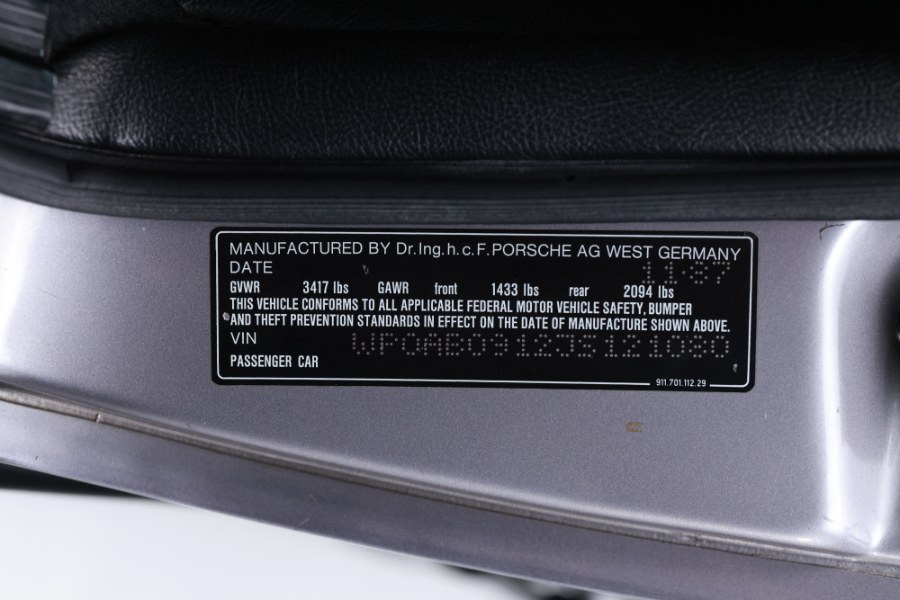 MANUFACTURED BY Dr.Ing.h.c.F.PORSCHE AG WEST GERMANY
DATE 11·87
GVWR 3417 lbs GAWR front 1433 lbs rear 2094 lbs
THIS VEHICLE CONFORMS TO ALL APPLICABLE FEDERAL MOTOR VEHICLE SAFETY, BUMPER
AND THEFT PREVENTION STANDARDS IN EFFECT ON THE DATE OF MANUFACTURE SHOWN ABOVE.
VIN WP0AB0912JS121080
PASSENGER CAR
911.701.112.29